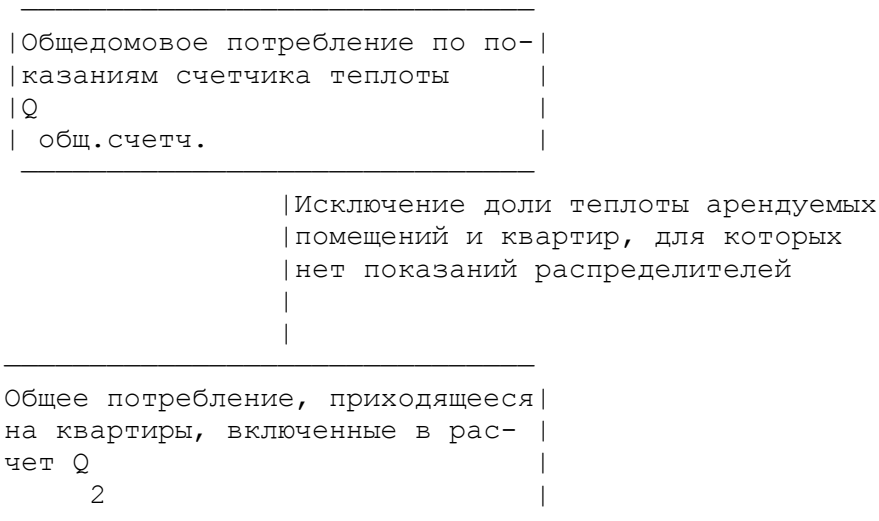 Общедомовое потребление по по-
казаниям счетчика теплоты
Q
общ.счетч.
Исключение доли теплоты арендуемых
помещений и квартир, для которых
нет показаний распределителей
Общее потребление, приходящееся
на квартиры, включенные в рас-
чет Q
2